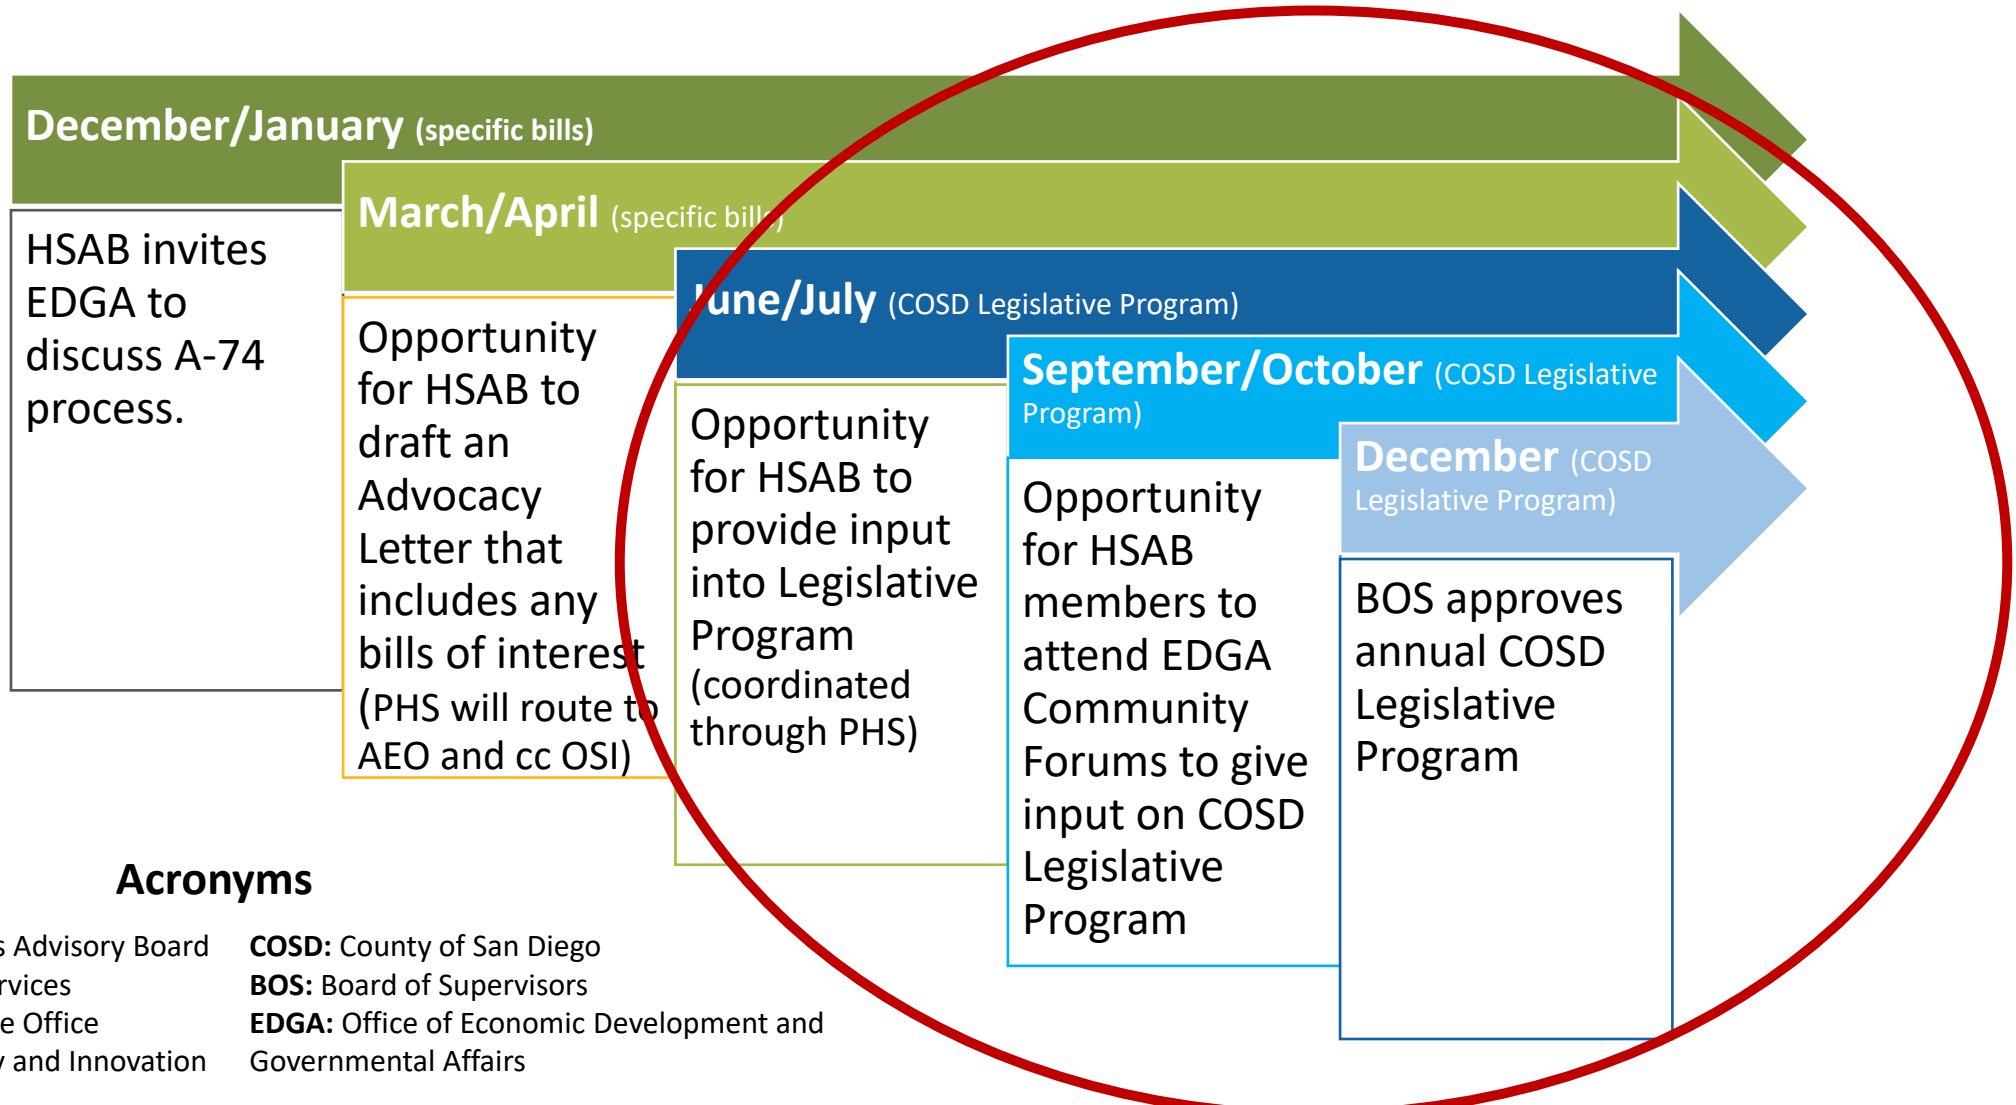 December/January (specific bills)
HSAB invites
EDGA to
discuss A-74
process.
March/April (specific bills)
Opportunity
for HSAB to
draft an
Advocacy
Letter that
includes any
bills of interest
(PHS will route to
AEO and cc OSI)
June/July (COSD Legislative Program)
Opportunity
for HSAB to
provide input
into Legislative
Program
(coordinated
through PHS)
September/October (COSD Legislative
Program)
Opportunity
for HSAB
members to
attend EDGA
Community
Forums to give
input on COSD
Legislative
Program
December (COSD
Legislative Program)
BOS approves
annual COSD
Legislative
Program
Acronyms
s Advisory Board
rvices
e Office
y and Innovation
COSD: County of San Diego
BOS: Board of Supervisors
EDGA: Office of Economic Development and
Governmental Affairs